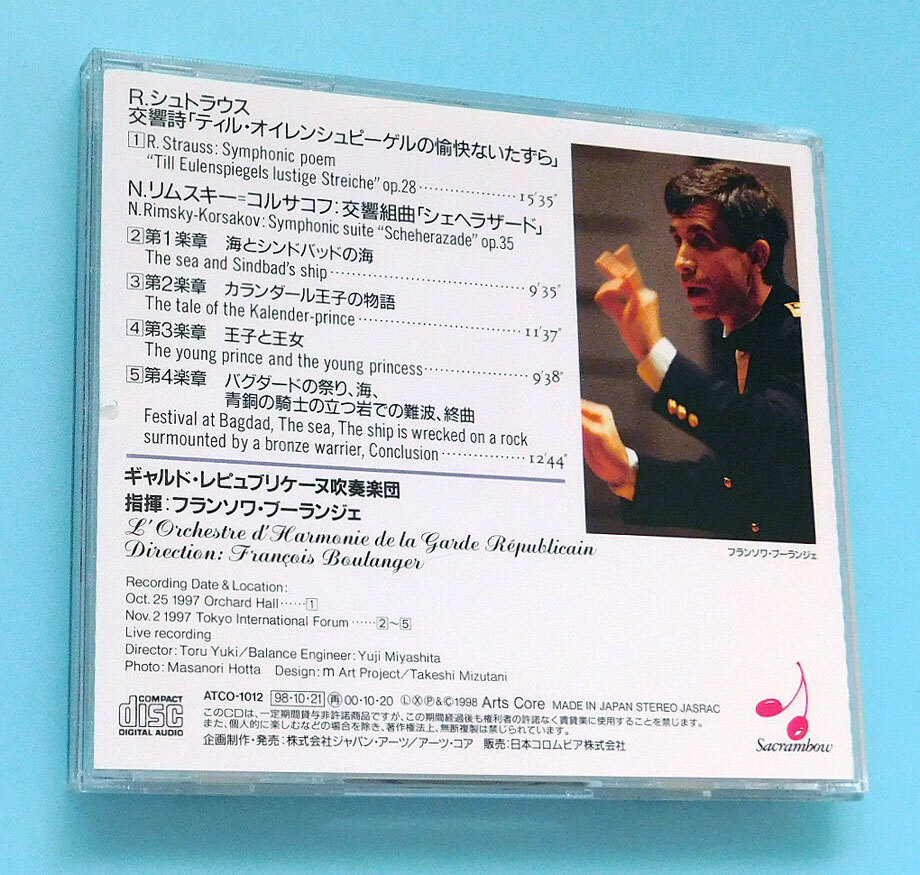 R.シュトラウス
交響詩「ティル・オイレンシュピーゲルの愉快ないたずら」
1 R. Strauss: Symphonic poem
“Till Eulenspiegels lustige Streiche” op.28 ・・・・・・・・・・・・ 15'35"
N.リムスキー=コルサコフ:交響組曲「シェヘラザード」
N.Rimsky-Korsakov: Symphonic suite “Scheherazade” op.35
2 第1楽章 海とシンドバッドの海
The sea and Sindbad's ship ・・・・・・・・・・・・ 9'35"
3 第2楽章 カランダール王子の物語
The tale of the Kalender-prince ・・・・・・・・・・・・ 11'37"
4 第3楽章 王子と王女
The young prince and the young princess ・・・・・・・・・・・・ 9'38"
5 第4楽章 バグダードの祭り、海、
青銅の騎士の立つ岩での難波、終曲
Festival at Bagdad, The sea, The ship is wrecked on a rock
surmounted by a bronze warrier, Conclusion ・・・・・・・・・・・・ 12'44"
ギャルド・レピュブリケーヌ吹奏楽団
指揮:フランソワ・ブーランジェ
L'Orchestre d'Harmonie de la Garde Républicain
Direction: François Boulanger
フランソワ・ブーランジェ
Recording Date & Location:
Oct. 25 1997 Orchard Hall ・・・・・・ 1
Nov. 2 1997 Tokyo International Forum ・・・・・・ 2~5
Live recording
Director: Toru Yuki/Balance Engineer: Yuji Miyashita
Photo: Masanori Hotta Design: m Art Project/Takeshi Mizutani
COMPACT disc DIGITAL AUDIO
ATCO-1012 98・10・21 再 00・10・20 ⓁⓍⓅ&©1998 Arts Core MADE IN JAPAN STEREO JASRAC
このCDは、一定期間貸与非許諾商品ですが、この期間経過後も権利者の許諾なく賃貸業に使用することを禁じます。
また、個人的に楽しむなどの場合を除き、著作権法上、無断複製は禁じられています。
企画制作・発売:株式会社ジャパン・アーツ/アーツ・コア 販売:日本コロムビア株式会社
Sacrambow